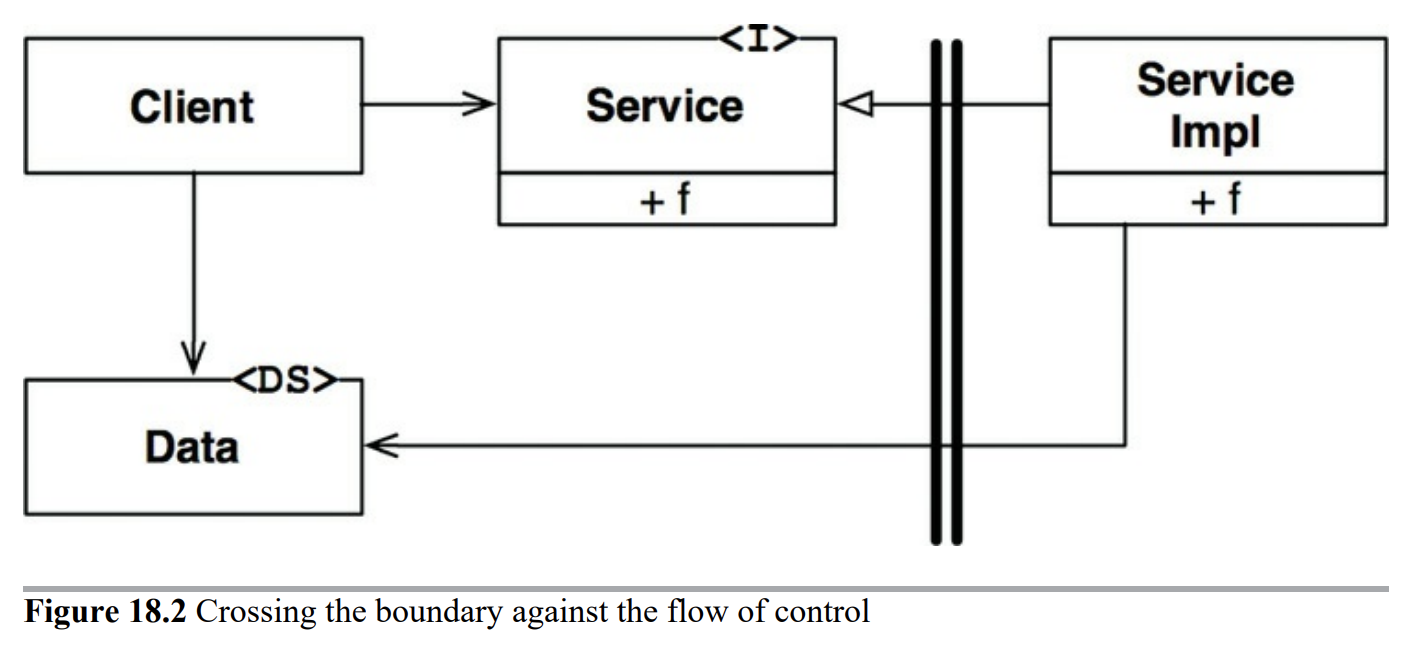 <I>
Client
Service
Service
Impl
+ f
+ f
<DS>
Data
Figure 18.2 Crossing the boundary against the flow of control